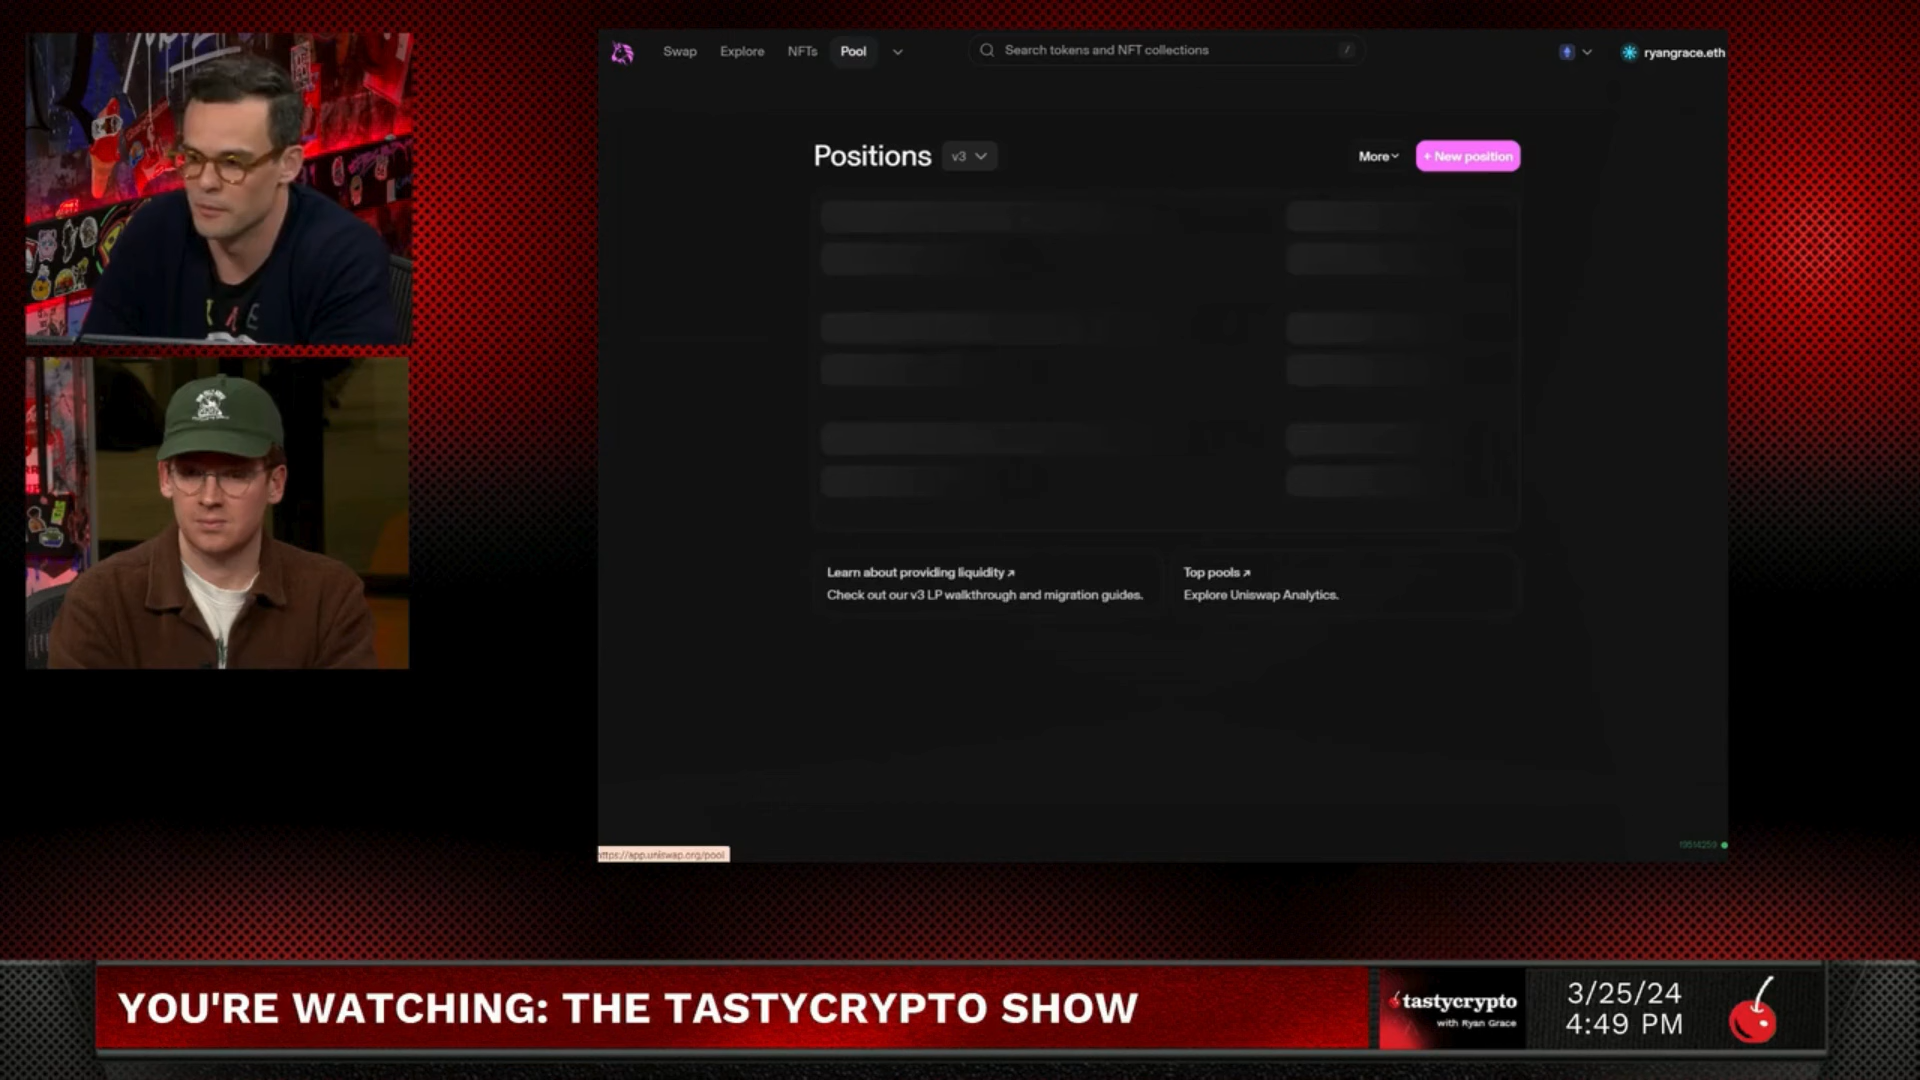 Swap
Explore
NFTs
Pool
Search tokens and NFT collections
/
ryangrace.eth
Positions
v3
More
+ New position
Learn about providing liquidity ↗
Check out our v3 LP walkthrough and migration guides.
Top pools ↗
Explore Uniswap Analytics.
https://app.uniswap.org/pool
19514259
YOU'RE WATCHING: THE TASTYCRYPTO SHOW
tastycrypto
with Ryan Grace
3/25/24
4:49 PM